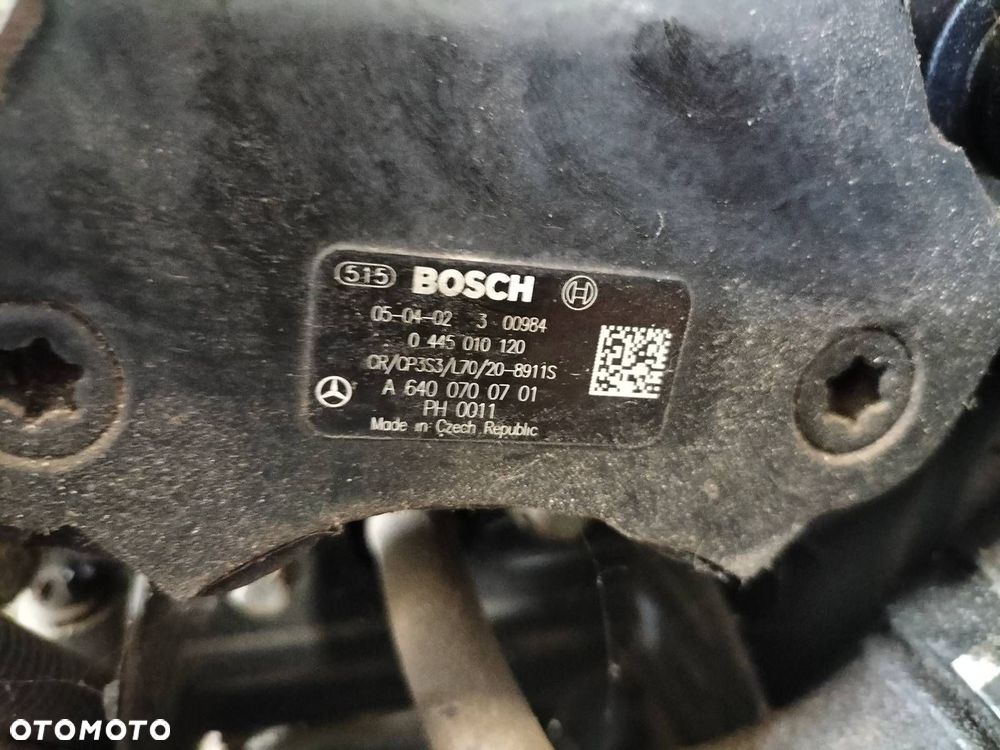 515 BOSCH H
05-04-02 3 00984
0 445 010 120
CR/CP3S3/L70/20-8911S
A 640 070 07 01
PH 0011
Made in Czech Republic
OTOMOTO